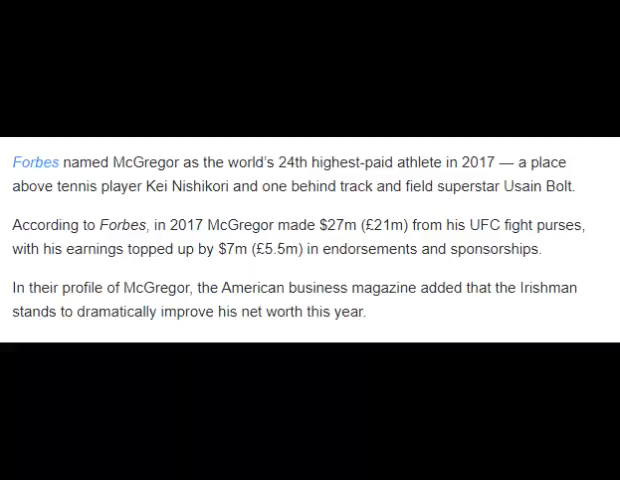 Forbes named McGregor as the world's 24th highest-paid athlete in 2017 — a place
above tennis player Kei Nishikori and one behind track and field superstar Usain Bolt.
According to Forbes, in 2017 McGregor made $27m (£21m) from his UFC fight purses,
with his earnings topped up by $7m (£5.5m) in endorsements and sponsorships.
In their profile of McGregor, the American business magazine added that the Irishman
stands to dramatically improve his net worth this year.